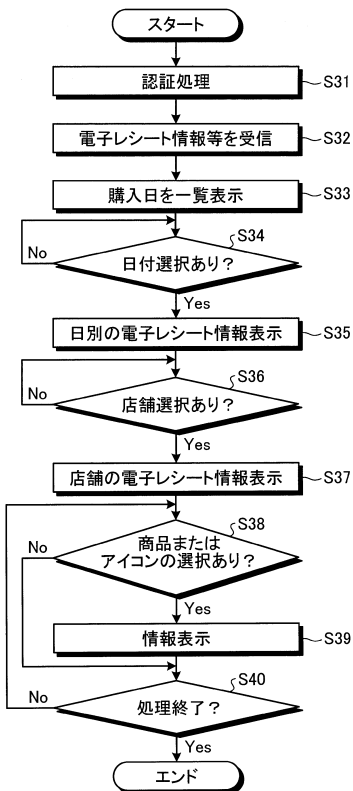 スタート
認証処理
S31
電子レシート情報等を受信
S32
購入日を一覧表示
S33
S34
日付選択あり?
No
Yes
日別の電子レシート情報表示
S35
S36
店舗選択あり?
No
Yes
店舗の電子レシート情報表示
S37
S38
商品または
アイコンの選択あり?
No
Yes
情報表示
S39
S40
処理終了?
No
Yes
エンド